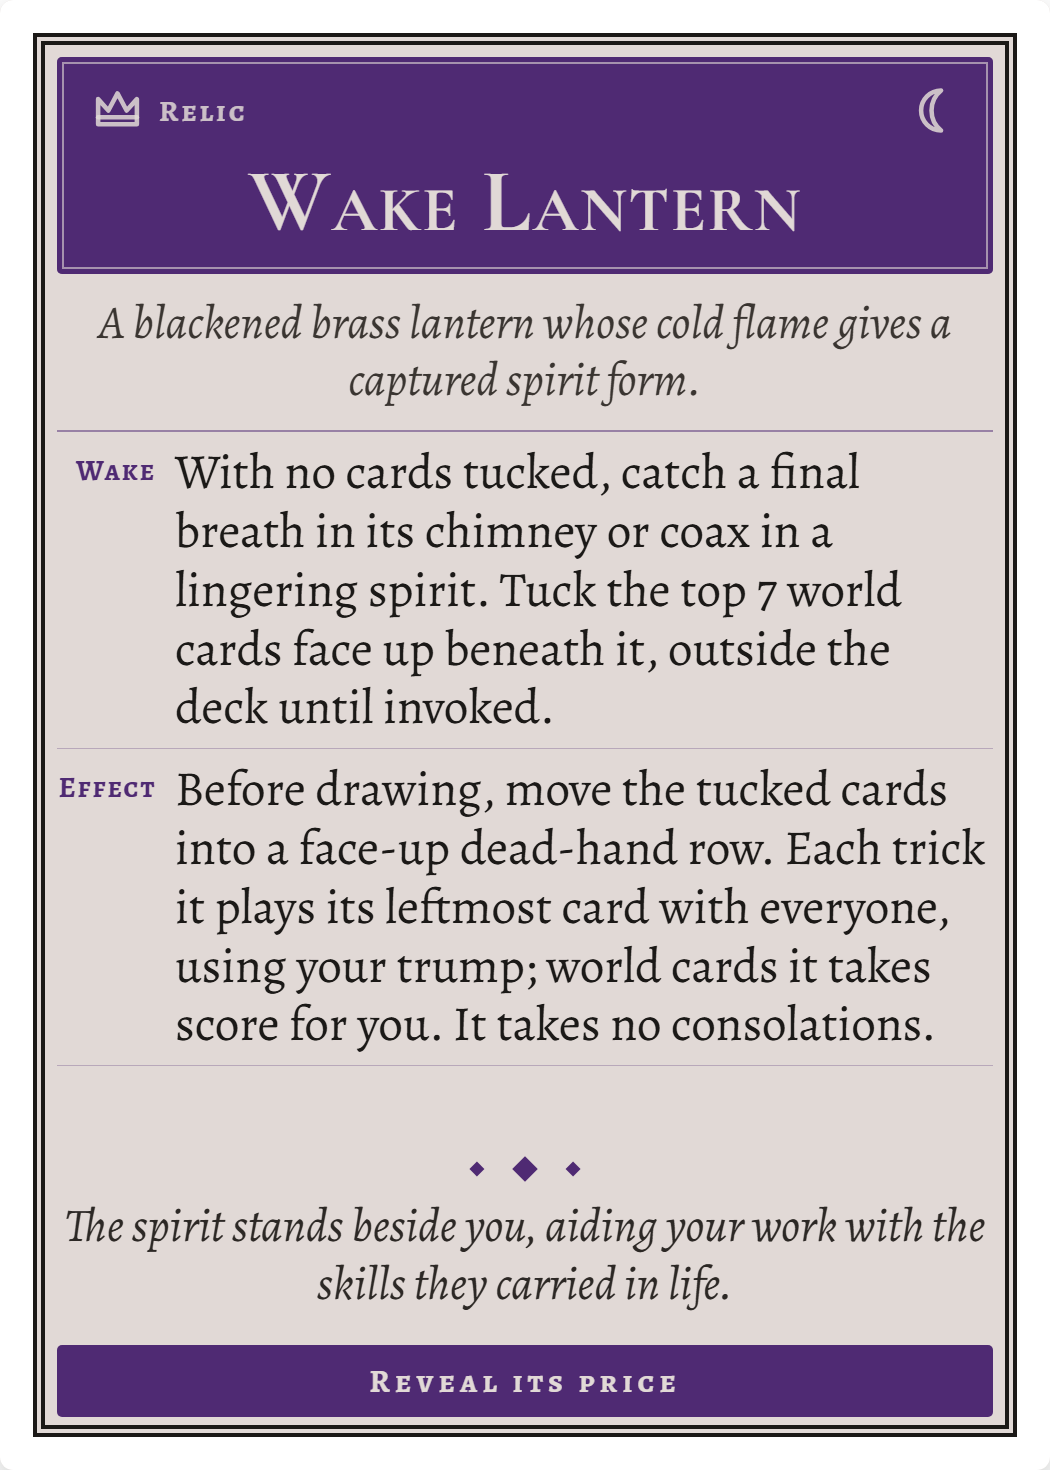 Relic
Wake Lantern
A blackened brass lantern whose cold flame gives a
captured spirit form.
Wake
With no cards tucked, catch a final
breath in its chimney or coax in a
lingering spirit. Tuck the top 7 world
cards face up beneath it, outside the
deck until invoked.
Effect
Before drawing, move the tucked cards
into a face-up dead-hand row. Each trick
it plays its leftmost card with everyone,
using your trump; world cards it takes
score for you. It takes no consolations.
The spirit stands beside you, aiding your work with the
skills they carried in life.
Reveal its price